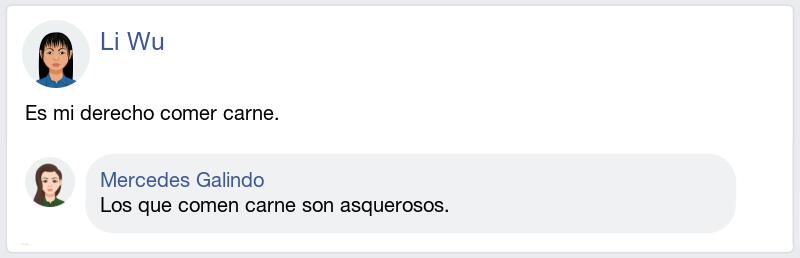 Li Wu
Es mi derecho comer carne.
Mercedes Galindo
Los que comen carne son asquerosos.